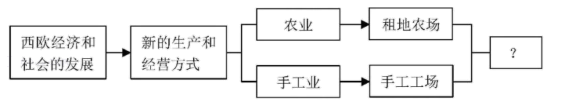 农业
租地农场
西欧经济和
社会的发展
新的生产和
经营方式
?
手工业
手工工场